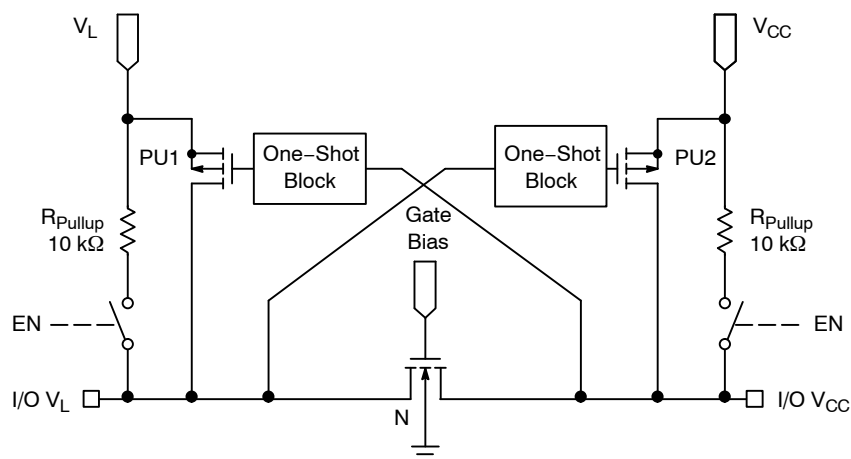 V_L
V_CC
PU1
One–Shot
Block
One–Shot
Block
PU2
R_Pullup
10 kΩ
Gate
Bias
R_Pullup
10 kΩ
EN
EN
I/O V_L
N
I/O V_CC